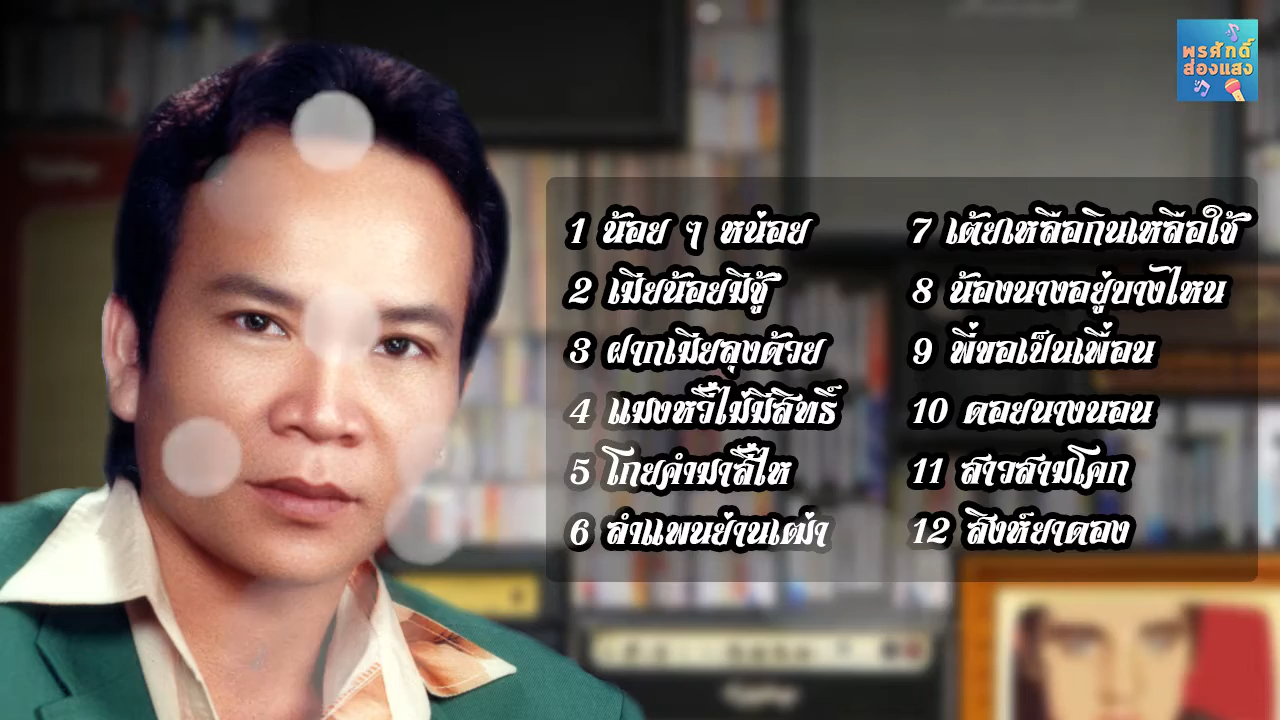 พรศักดิ์
ส่องแสง
1 น้อย ๆ หน่อย
2 เมียน้อยมีชู้
3 ฝากเมียลุงด้วย
4 แมงหวี้ไม่มีสิทธิ์
5 โกยคำมาสี้ไห
6 ลำแพนย่านเฒ่า
7 เต้ยเหลือกินเหลือใช้
8 น้องนางอยู่บางไหน
9 พี่ขอเป็นเพื่อน
10 ดอยนางนอน
11 สาวสามโคก
12 สิงห์ยาดอง